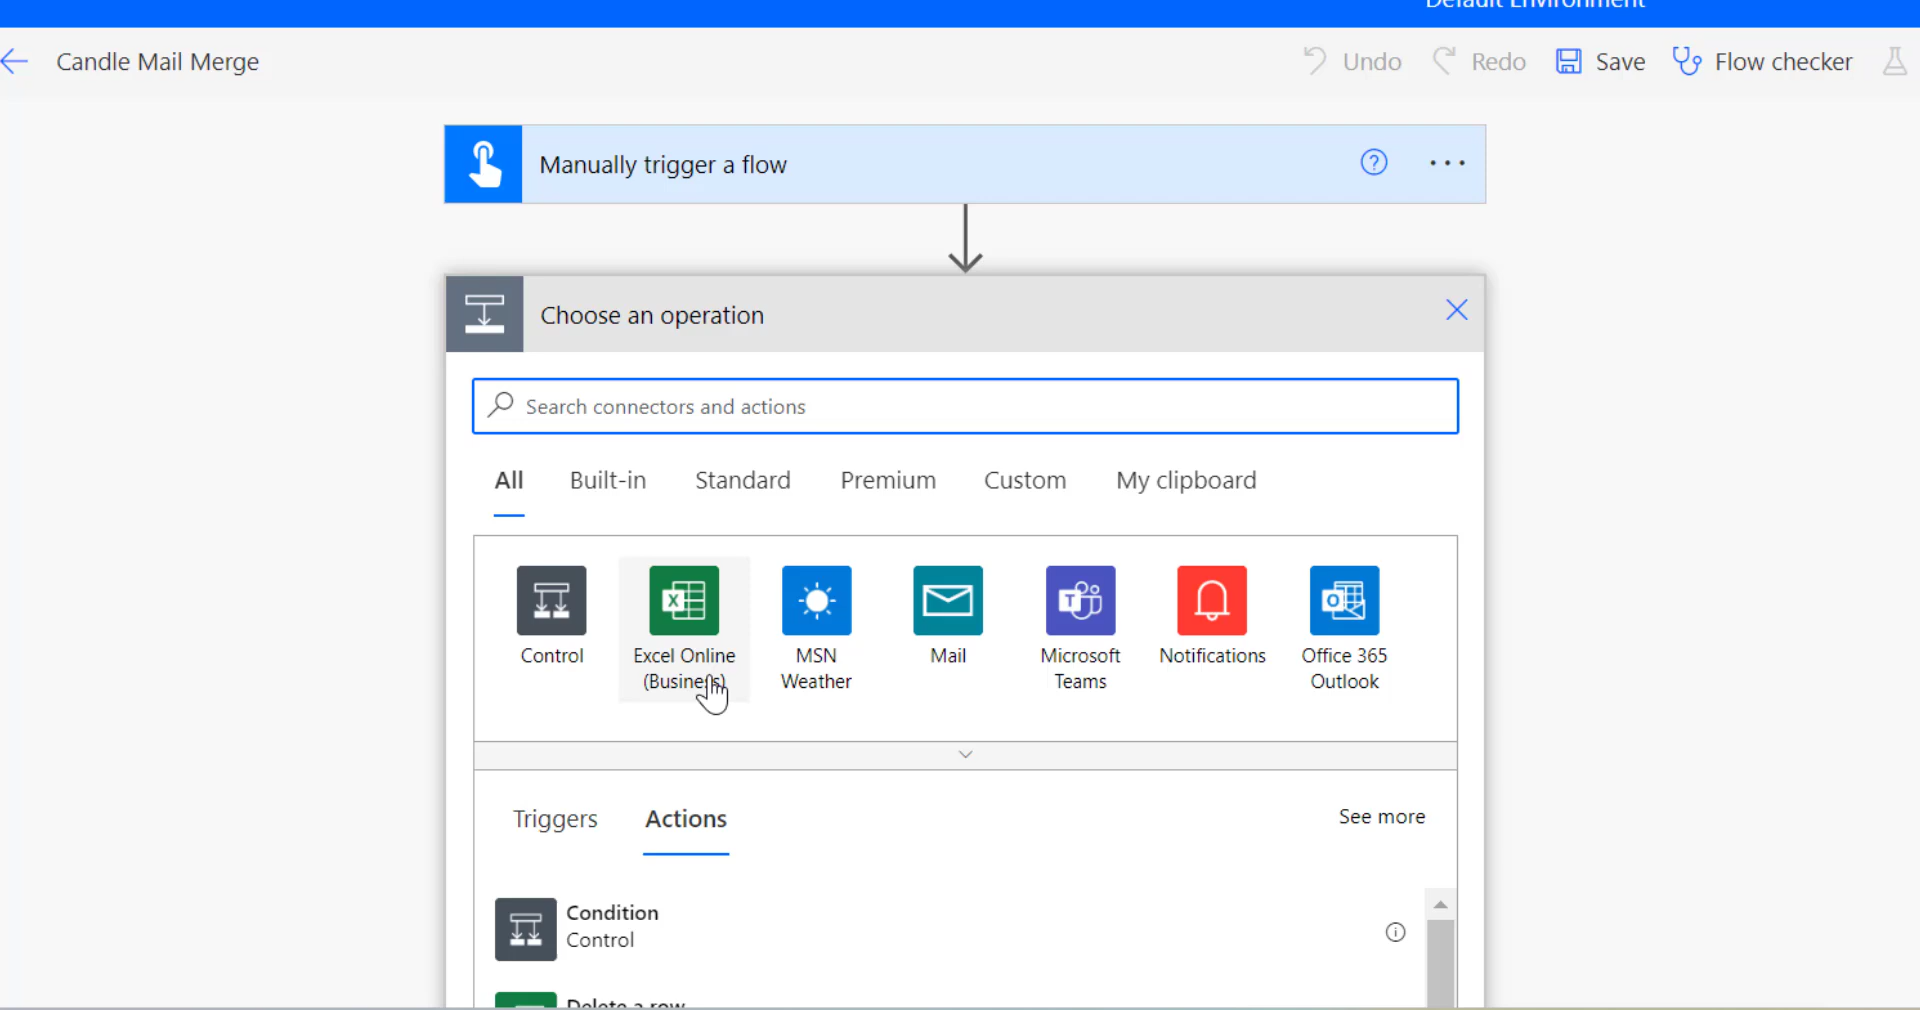 Default Environment
Candle Mail Merge
Undo Redo Save Flow checker
Manually trigger a flow
Choose an operation
Search connectors and actions
All Built-in Standard Premium Custom My clipboard
Control
Excel Online
(Business)
MSN
Weather
Mail
Microsoft
Teams
Notifications
Office 365
Outlook
Triggers Actions See more
Condition
Control
Delete a row